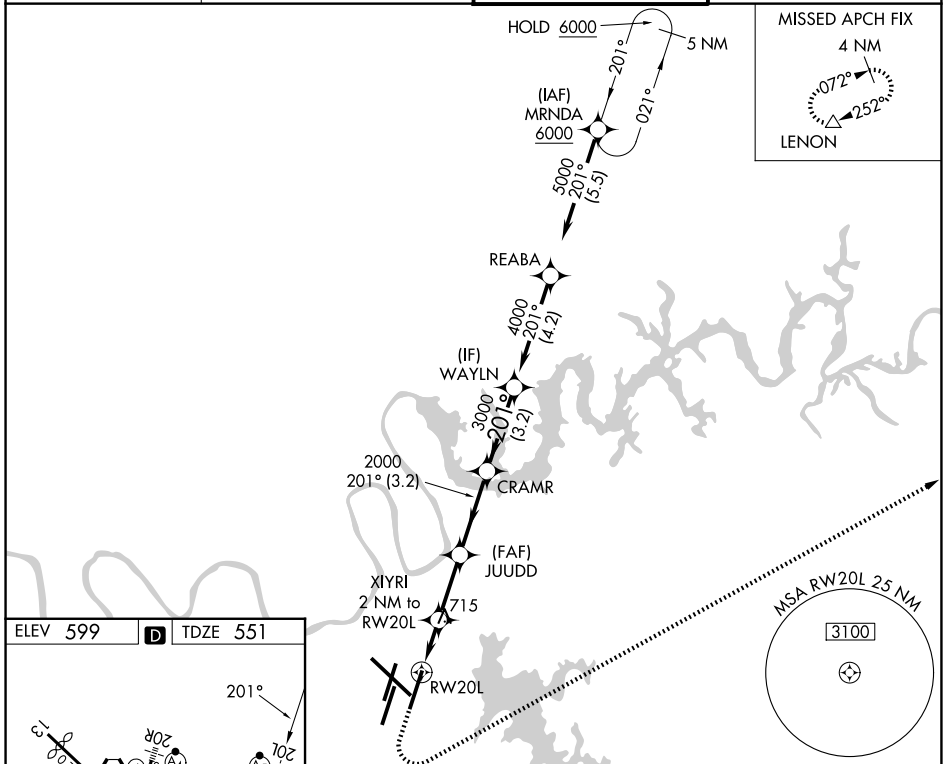 HOLD 6000
5 NM
201°
021°
(IAF)
MRNDA
6000
5000
201°
(5.5)
MISSED APCH FIX
4 NM
072°
252°
LENON
REABA
4000
201°
(4.2)
(IF)
WAYLN
3000
201°
(3.2)
2000
201° (3.2)
CRAMR
(FAF)
JUUDD
XIYRI
2 NM to
RW20L
715
RW20L
MSA RW20L 25 NM
3100
ELEV 599
D
TDZE 551
201°
13
20R
20L